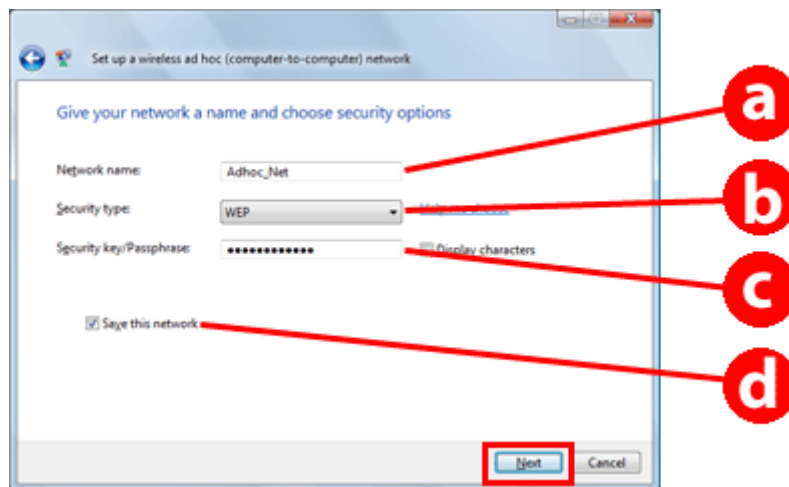 Set up a wireless ad hoc (computer-to-computer) network
Give your network a name and choose security options
a
Network name: Adhoc_Net
Security type: WEP
b
Security key/Passphrase: •••••••••••• Display characters
c
Save this network
d
Next Cancel